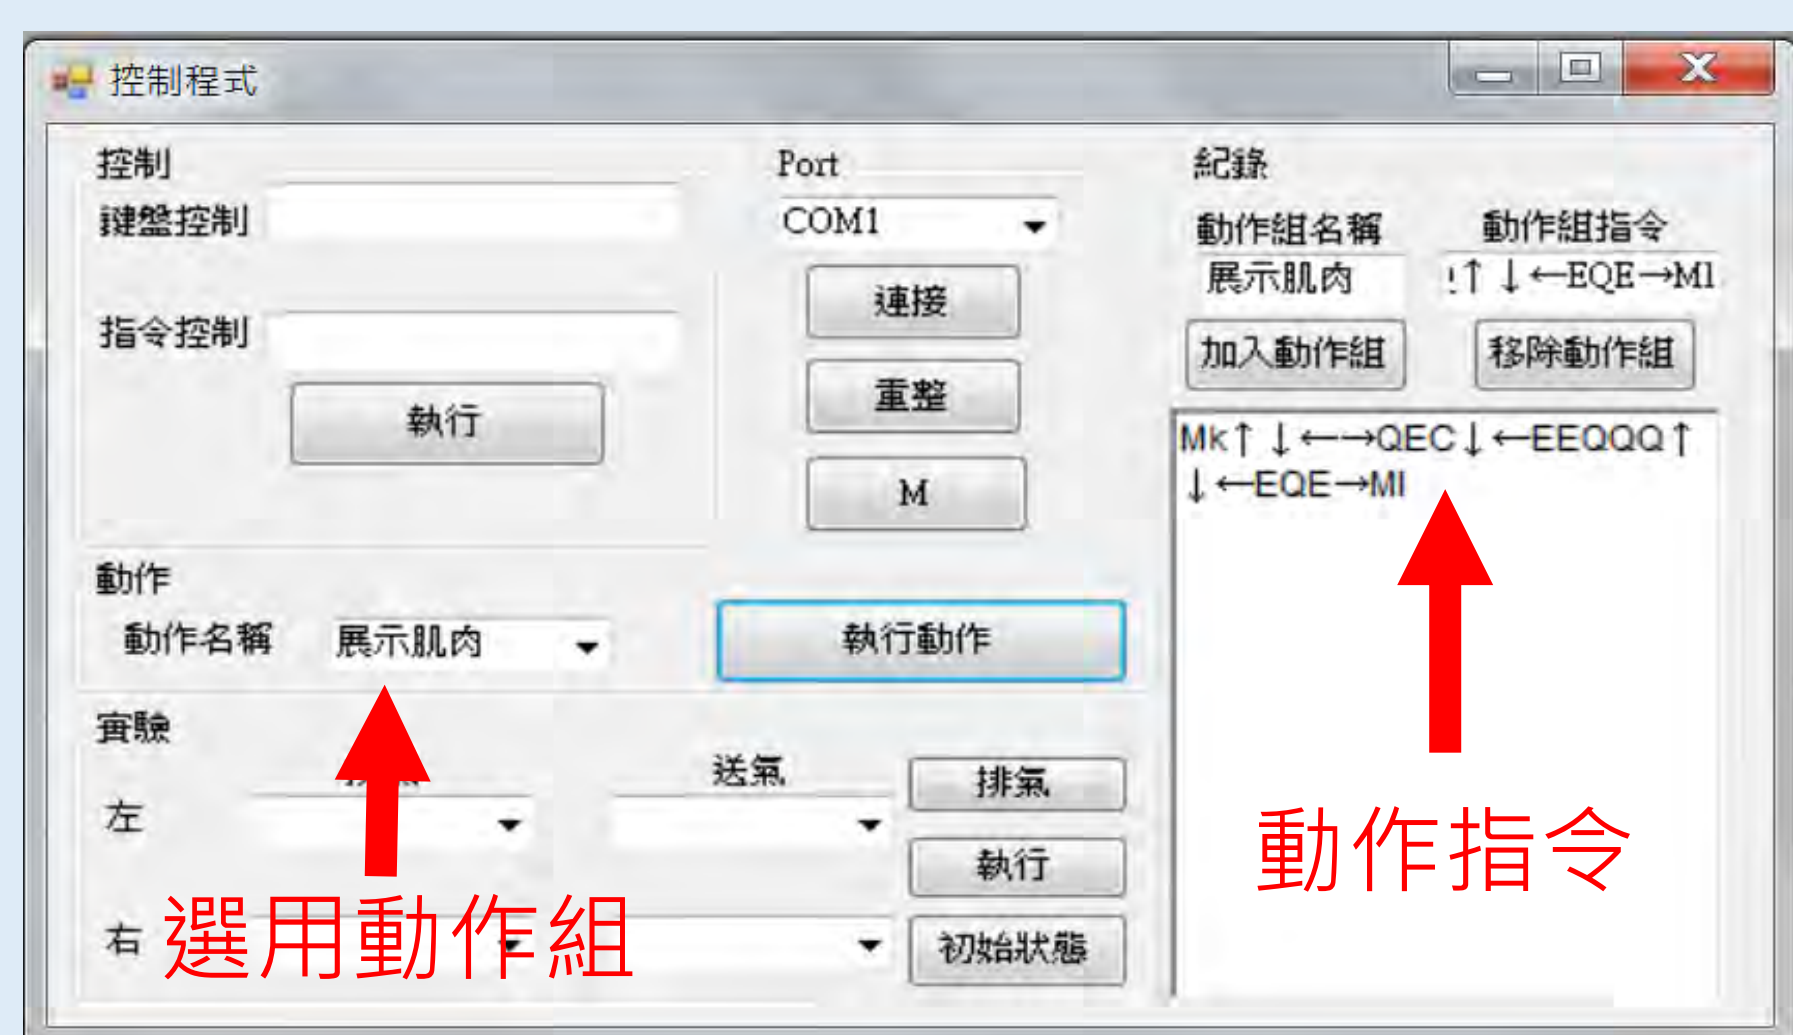 控制程式
控制
鍵盤控制
指令控制
執行
Port
COM1
連接
重整
M
紀錄
動作組名稱 動作組指令
展示肌肉 ↑↓←EQE→M1
加入動作組 移除動作組
Mk↑↓←→QEC↓←EEQQQ↑
↓←EQE→MI
動作指令
動作
動作名稱 展示肌肉 執行動作
實驗
送氣 排氣
左
執行
右 初始狀態
選用動作組